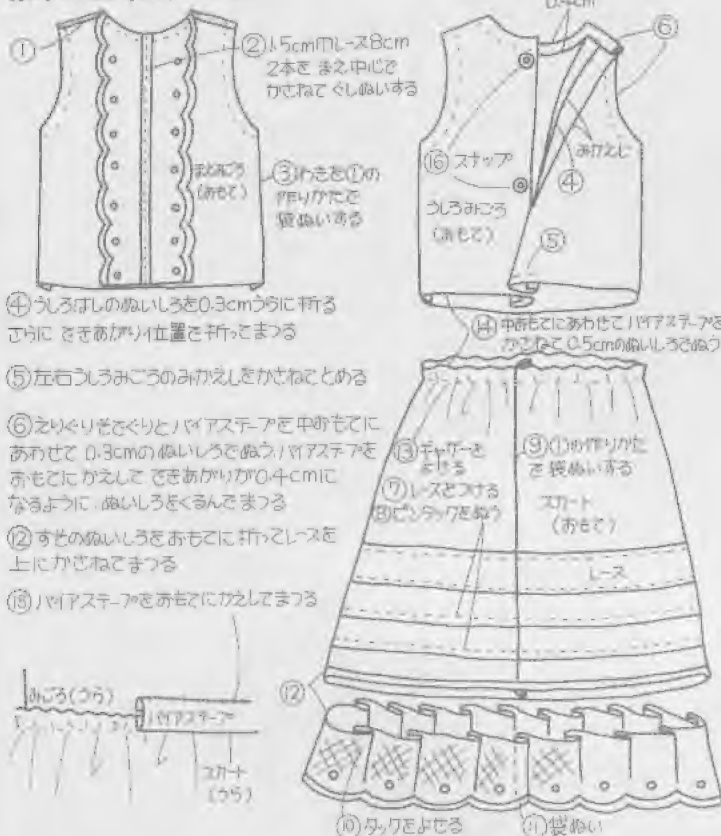 ①
②1.5cm巾レース8cm
2本を まえ中心で
かさねて ぐしぬいする
まえみごろ
(おもて)
③わきを①の
作りかたで
袋ぬいする
0.4cm
⑥
みかえし
④
⑯スナップ
うしろみごろ
(おもて)
⑤
④うしろはしのぬいしろを0.3cmうらに折る
さらに できあがり位置で折ってまつる
⑤左右うしろみごろのみかえしをかさねてとめる
⑥えりぐりそでぐりとバイアステープを中おもてに
あわせて 0.3cmのぬいしろでぬう バイアステープを
おもてにかえして できあがりが0.4cmに
なるように ぬいしろをくるんでまつる
⑫すそのぬいしろをおもてに折ってレースを
上にかさねてまつる
⑮バイアステープをおもてにかえしてまつる
⑭中おもてにあわせてバイアステープを
かさねて0.5cmのぬいしろでぬう
⑬ギャザーを
よせる
⑦レースをつける
⑧ピンタックをぬう
⑨①の作りかた
で袋ぬいする
スカート
(おもて)
レース
みごろ(うら)
バイアステープ
スカート
(うら)
⑫
⑩タックをよせる
⑪袋ぬい